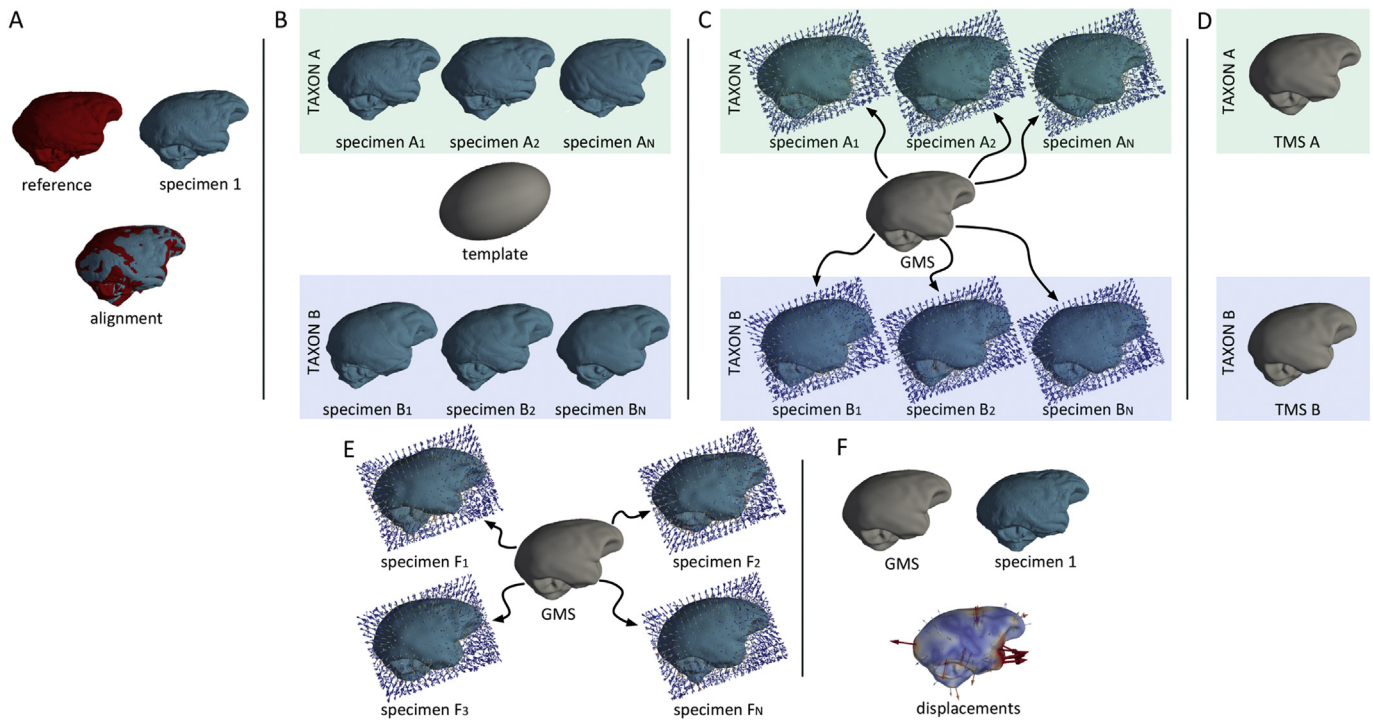 A
reference
specimen 1
alignment
B
TAXON A
specimen A1
specimen A2
specimen AN
template
TAXON B
specimen B1
specimen B2
specimen BN
C
TAXON A
specimen A1
specimen A2
specimen AN
GMS
TAXON B
specimen B1
specimen B2
specimen BN
D
TAXON A
TMS A
TAXON B
TMS B
E
specimen F1
specimen F2
GMS
specimen F3
specimen FN
F
GMS
specimen 1
displacements